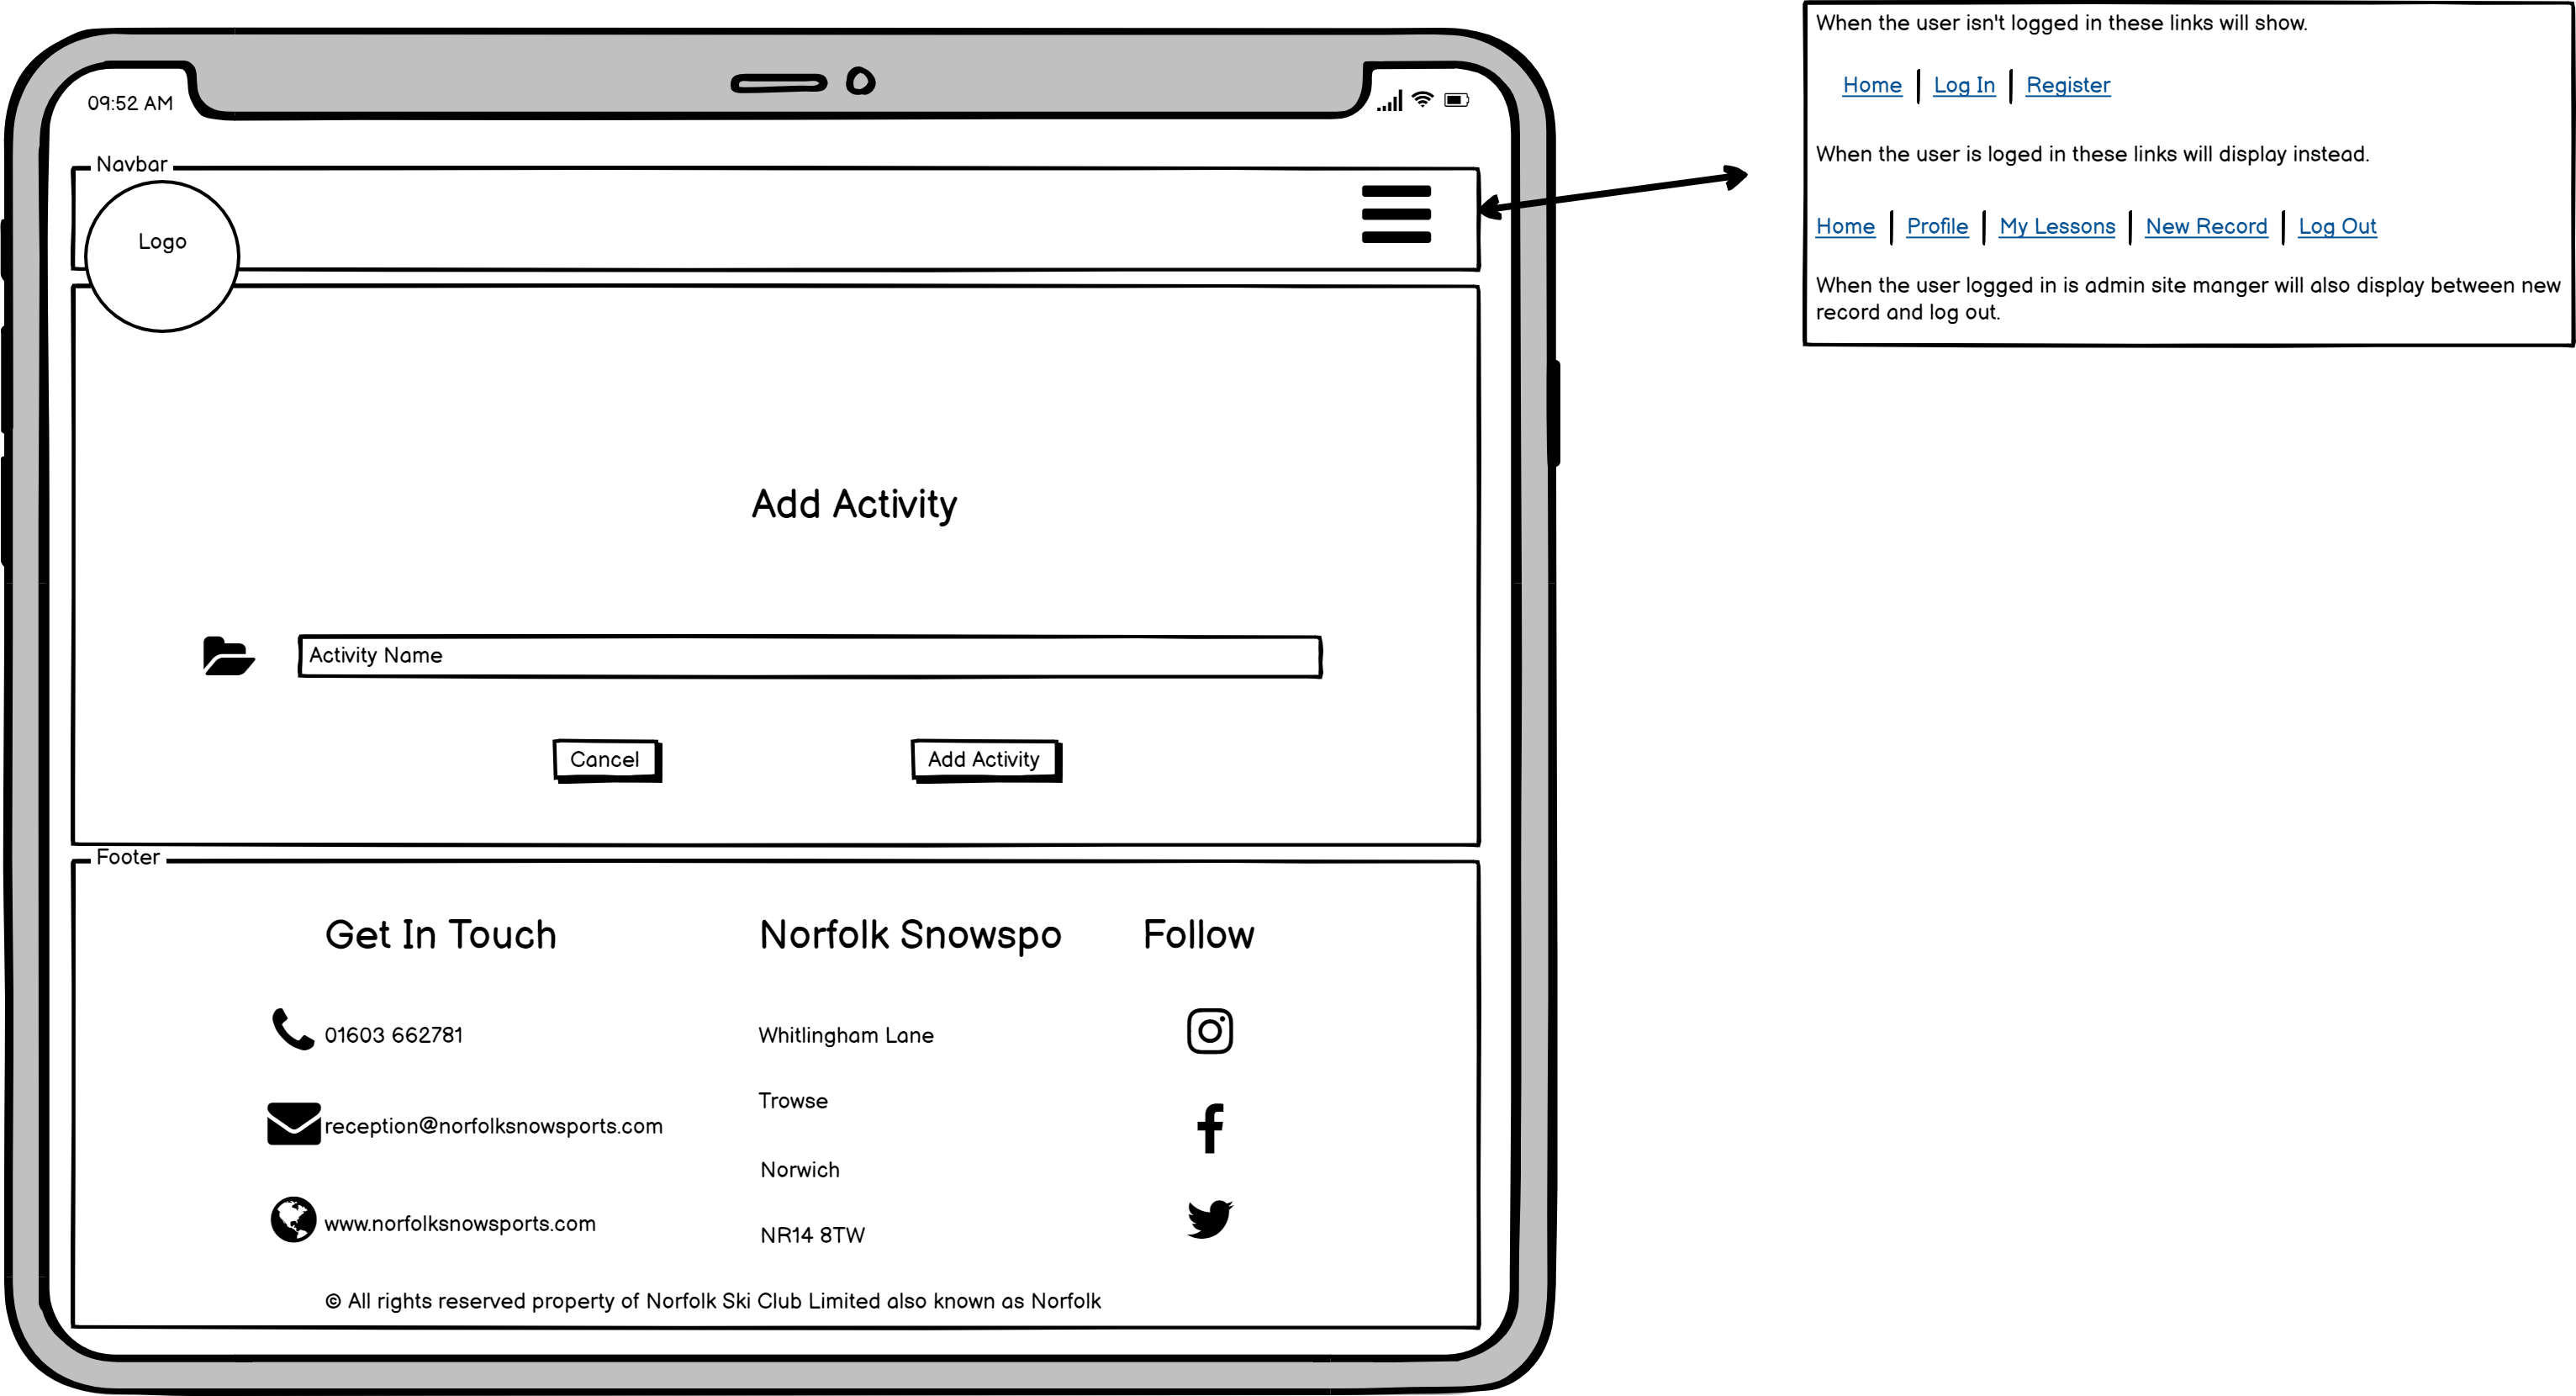 09:52 AM
Navbar
Logo
Add Activity
Activity Name
Cancel
Add Activity
Footer
Get In Touch
01603 662781
reception@norfolksnowsports.com
www.norfolksnowsports.com
Norfolk Snowspo
Whitlingham Lane
Trowse
Norwich
NR14 8TW
Follow
© All rights reserved property of Norfolk Ski Club Limited also known as Norfolk
When the user isn't logged in these links will show.
Home Log In Register
When the user is loged in these links will display instead.
Home Profile My Lessons New Record Log Out
When the user logged in is admin site manger will also display between new
record and log out.